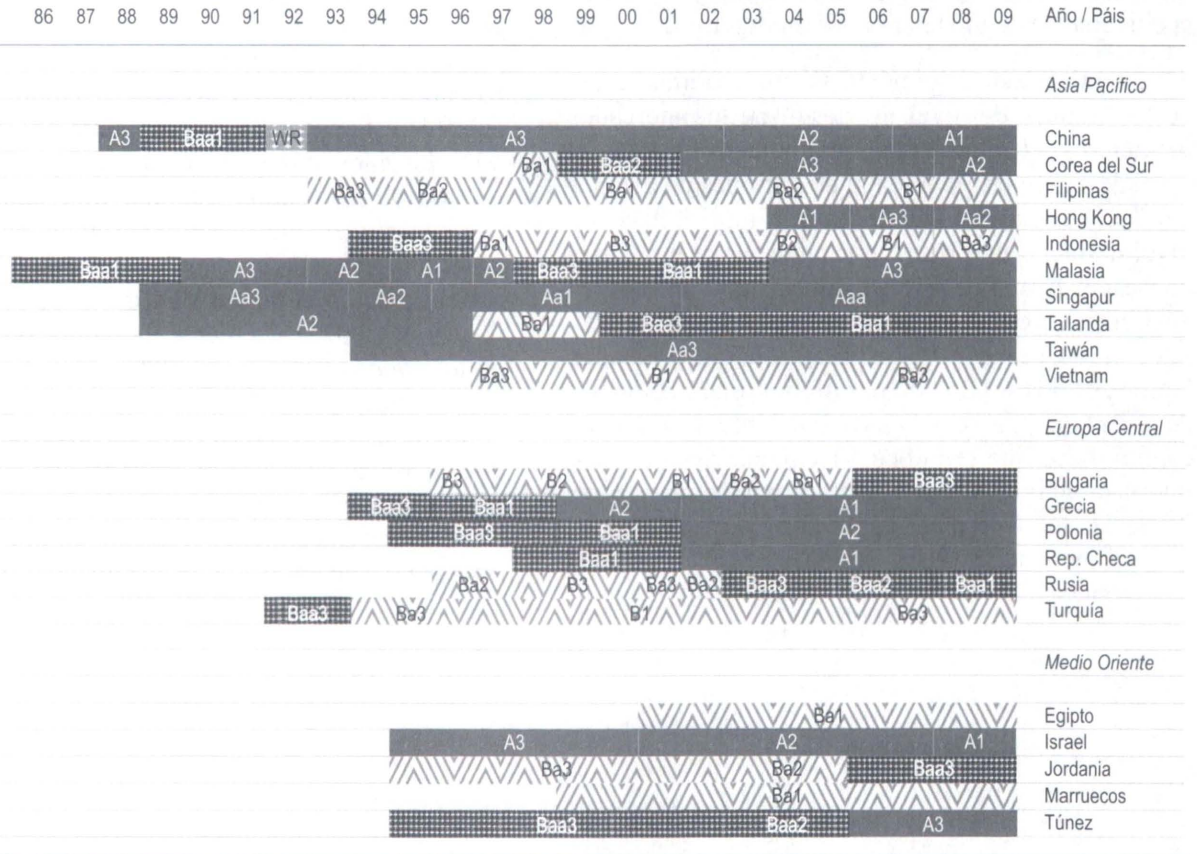 86 87 88 89 90 91 92 93 94 95 96 97 98 99 00 01 02 03 04 05 06 07 08 09 Año / Páis
Asia Pacífico
A3 Baa1 WR A3 A2 A1 China
Ba1 Baa2 A3 A2 Corea del Sur
Ba3 Ba2 Ba1 Ba2 B1 Filipinas
A1 Aa3 Aa2 Hong Kong
Baa3 Ba1 B3 B2 B1 Ba3 Indonesia
Baa1 A3 A2 A1 A2 Baa3 Baa1 A3 Malasia
Aa3 Aa2 Aa1 Aaa Singapur
A2 Ba1 Baa3 Baa1 Tailanda
Aa3 Taiwán
Ba3 B1 Ba3 Vietnam
Europa Central
B3 B2 B1 Ba2 Ba1 Baa3 Bulgaria
Baa3 Baa1 A2 A1 Grecia
Baa3 Baa1 A2 Polonia
Baa1 A1 Rep. Checa
Ba2 B3 Ba3 Ba2 Baa3 Baa2 Baa1 Rusia
Baa3 Ba3 B1 Ba3 Turquía
Medio Oriente
Ba1 Egipto
A3 A2 A1 Israel
Ba3 Ba2 Baa3 Jordania
Ba1 Marruecos
Baa3 Baa2 A3 Túnez